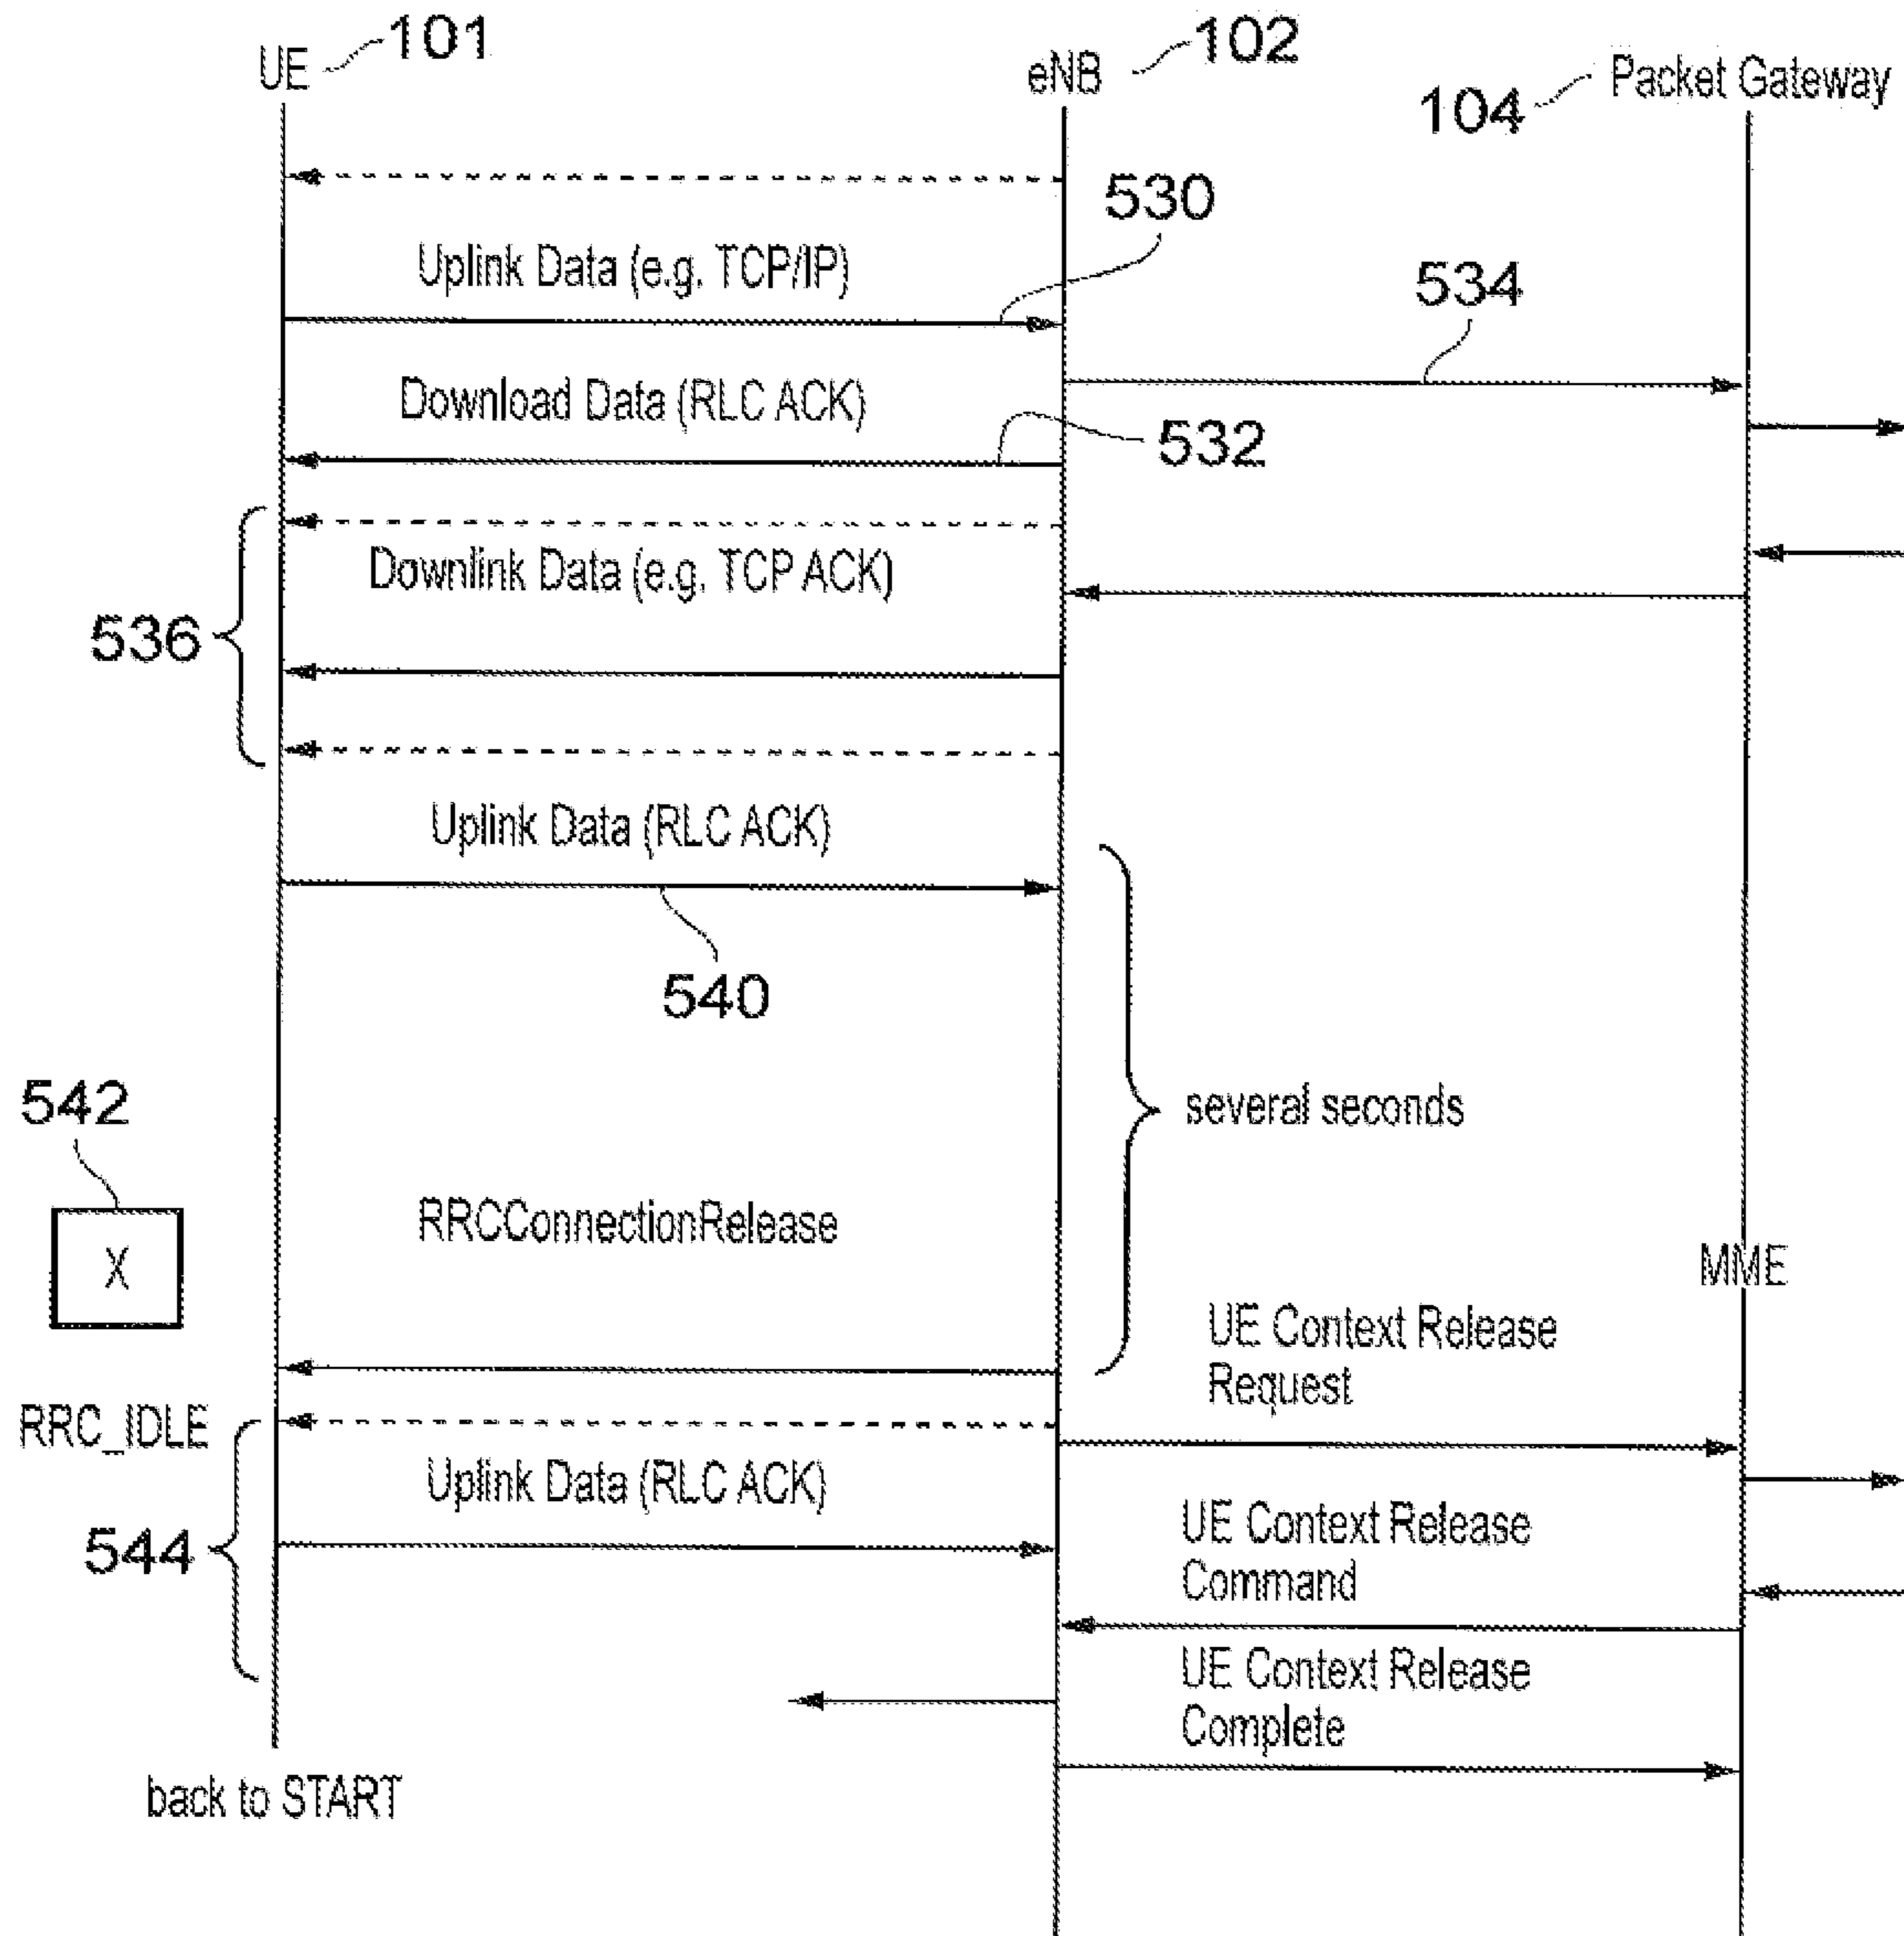 UE 101
eNB 102
104 Packet Gateway
530
Uplink Data (e.g. TCP/IP)
534
Download Data (RLC ACK)
532
Downlink Data (e.g. TCP ACK)
536
Uplink Data (RLC ACK)
540
several seconds
542
X
RRCConnectionRelease
MME
UE Context Release
Request
RRC_IDLE
Uplink Data (RLC ACK)
544
UE Context Release
Command
UE Context Release
Complete
back to START